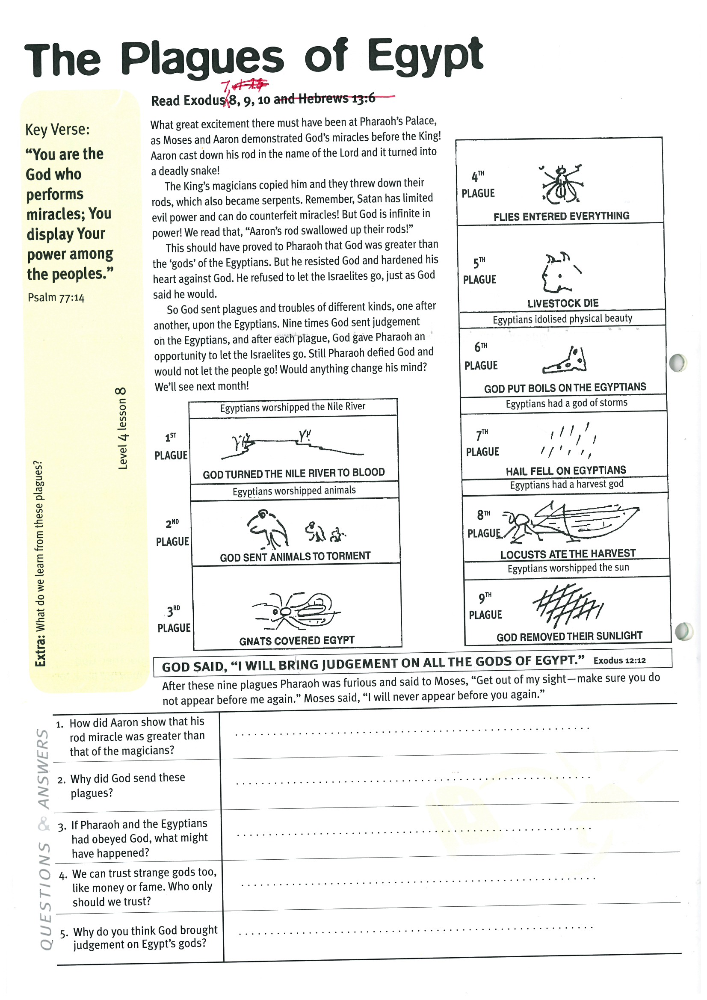 The Plagues of Egypt
7,
Read Exodus 8, 9, 10 and Hebrews 13:6
Key Verse:
“You are the
God who
performs
miracles; You
display Your
power among
the peoples.”
Psalm 77:14
Level 4 lesson 8
Extra: What do we learn from these plagues?
What great excitement there must have been at Pharaoh’s Palace,
as Moses and Aaron demonstrated God’s miracles before the King!
Aaron cast down his rod in the name of the Lord and it turned into
a deadly snake!
The King’s magicians copied him and they threw down their
rods, which also became serpents. Remember, Satan has limited
evil power and can do counterfeit miracles! But God is infinite in
power! We read that, “Aaron’s rod swallowed up their rods!”
This should have proved to Pharaoh that God was greater than
the ‘gods’ of the Egyptians. But he resisted God and hardened his
heart against God. He refused to let the Israelites go, just as God
said he would.
So God sent plagues and troubles of different kinds, one after
another, upon the Egyptians. Nine times God sent judgement
on the Egyptians, and after each plague, God gave Pharaoh an
opportunity to let the Israelites go. Still Pharaoh defied God and
would not let the people go! Would anything change his mind?
We’ll see next month!
Egyptians worshipped the Nile River
1ST
PLAGUE
GOD TURNED THE NILE RIVER TO BLOOD
Egyptians worshipped animals
2ND
PLAGUE
GOD SENT ANIMALS TO TORMENT
3RD
PLAGUE
GNATS COVERED EGYPT
4TH
PLAGUE
FLIES ENTERED EVERYTHING
5TH
PLAGUE
LIVESTOCK DIE
Egyptians idolised physical beauty
6TH
PLAGUE
GOD PUT BOILS ON THE EGYPTIANS
Egyptians had a god of storms
7TH
PLAGUE
HAIL FELL ON EGYPTIANS
Egyptians had a harvest god
8TH
PLAGUE
LOCUSTS ATE THE HARVEST
Egyptians worshipped the sun
9TH
PLAGUE
GOD REMOVED THEIR SUNLIGHT
GOD SAID, “I WILL BRING JUDGEMENT ON ALL THE GODS OF EGYPT.” Exodus 12:12
After these nine plagues Pharaoh was furious and said to Moses, “Get out of my sight—make sure you do
not appear before me again.” Moses said, “I will never appear before you again.”
QUESTIONS & ANSWERS
1. How did Aaron show that his
rod miracle was greater than
that of the magicians?
2. Why did God send these
plagues?
3. If Pharaoh and the Egyptians
had obeyed God, what might
have happened?
4. We can trust strange gods too,
like money or fame. Who only
should we trust?
5. Why do you think God brought
judgement on Egypt’s gods?